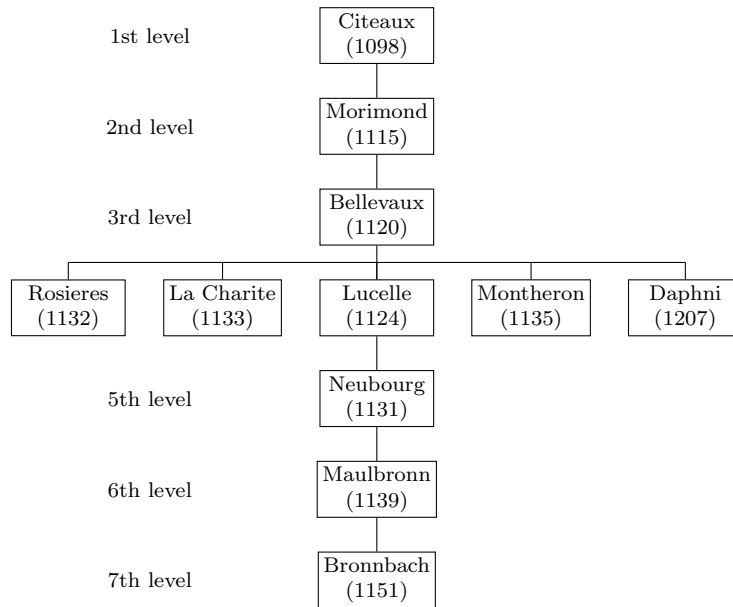 1st level
Citeaux
(1098)
2nd level
Morimond
(1115)
3rd level
Bellevaux
(1120)
Rosieres
(1132)
La Charite
(1133)
Lucelle
(1124)
Montheron
(1135)
Daphni
(1207)
5th level
Neubourg
(1131)
6th level
Maulbronn
(1139)
7th level
Bronnbach
(1151)